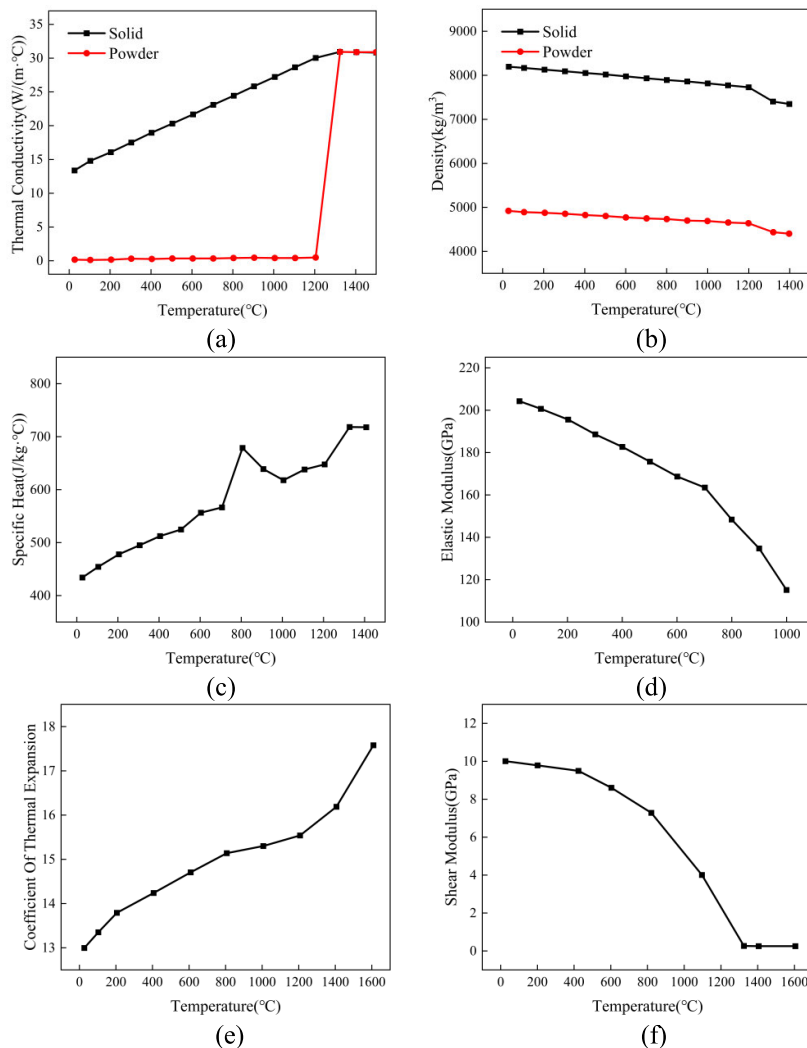 35
30
25
20
15
10
5
0
Thermal Conductivity(W/(m·°C))
Solid
Powder
0 200 400 600 800 1000 1200 1400
Temperature(°C)
(a)
9000
8000
7000
6000
5000
4000
Density(kg/m³)
Solid
Powder
0 200 400 600 800 1000 1200 1400
Temperature(°C)
(b)
800
700
600
500
400
Specific Heat(J/kg·°C))
0 200 400 600 800 1000 1200 1400
Temperature(°C)
(c)
220
200
180
160
140
120
100
Elastic Modulus(GPa)
0 200 400 600 800 1000
Temperature(°C)
(d)
18
17
16
15
14
13
Coefficient Of Thermal Expansion
0 200 400 600 800 1000 1200 1400 1600
Temperature(°C)
(e)
12
10
8
6
4
2
0
Shear Modulus(GPa)
0 200 400 600 800 1000 1200 1400 1600
Temperature(°C)
(f)